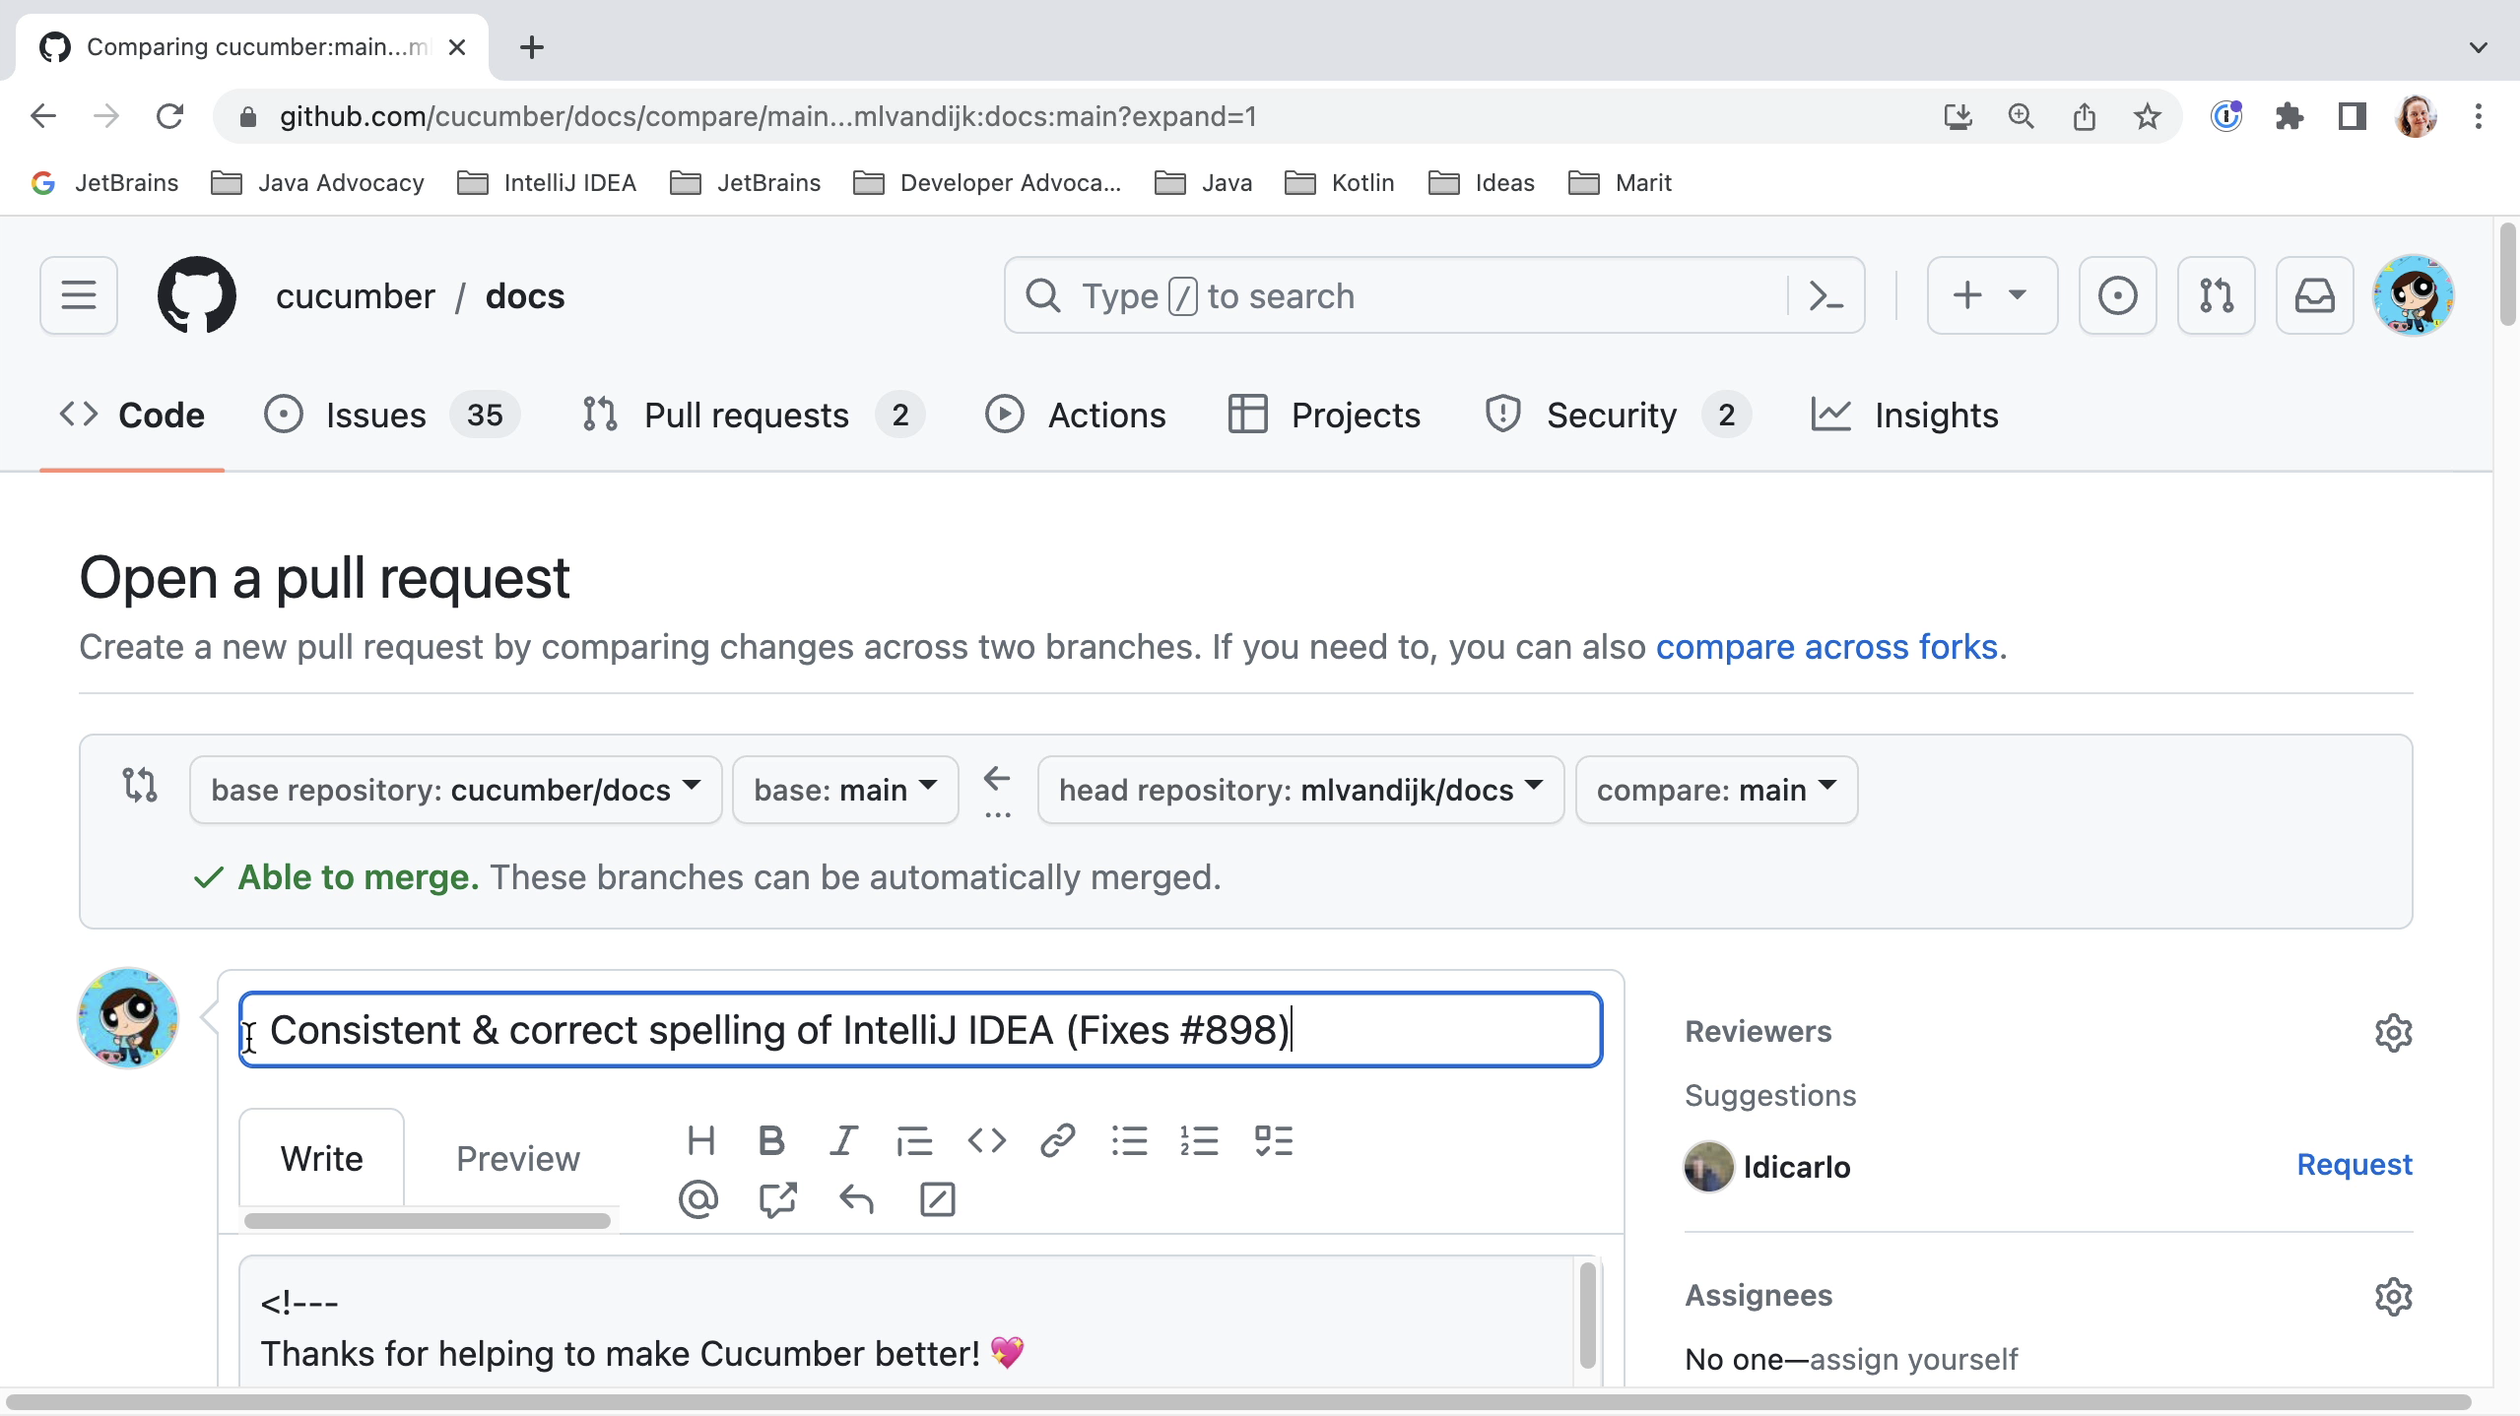 Comparing cucumber:main...m
github.com/cucumber/docs/compare/main...mlvandijk:docs:main?expand=1
JetBrains Java Advocacy IntelliJ IDEA JetBrains Developer Advoca... Java Kotlin Ideas Marit
cucumber / docs Type / to search
Code Issues 35 Pull requests 2 Actions Projects Security 2 Insights
Open a pull request
Create a new pull request by comparing changes across two branches. If you need to, you can also compare across forks.
base repository: cucumber/docs base: main ... head repository: mlvandijk/docs compare: main
Able to merge. These branches can be automatically merged.
Consistent & correct spelling of IntelliJ IDEA (Fixes #898)
Reviewers
Suggestions
Write Preview
ldicarlo Request
<!---
Thanks for helping to make Cucumber better! 💖
Assignees
No one—assign yourself